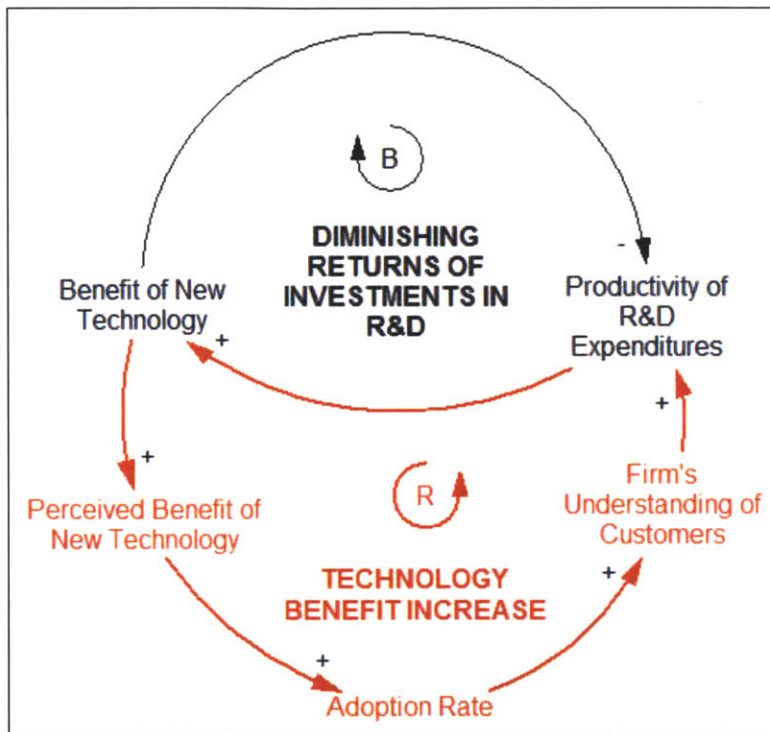 B
DIMINISHING
RETURNS OF
INVESTMENTS IN
R&D
-
Benefit of New
Technology
+
Productivity of
R&D
Expenditures
+
+
Perceived Benefit of
New Technology
R
Firm's
Understanding of
Customers
+
TECHNOLOGY
BENEFIT INCREASE
+
Adoption Rate